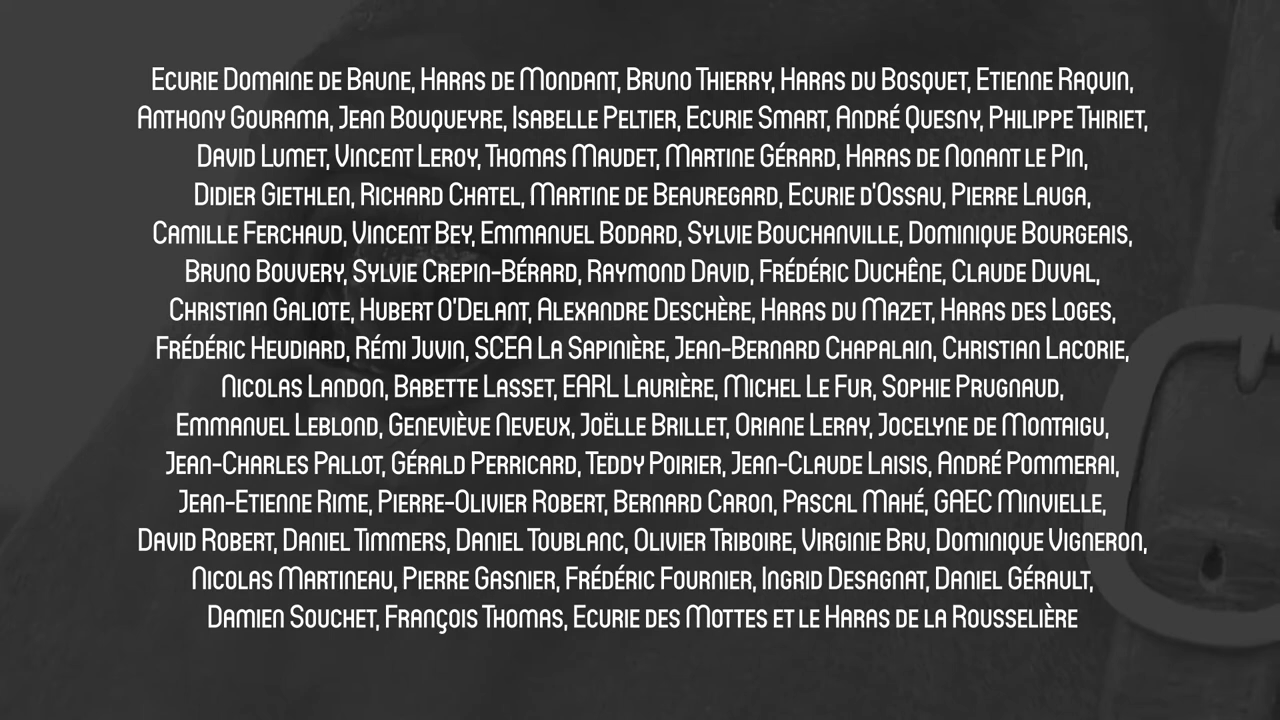 Ecurie Domaine de Baune, Haras de Mondant, Bruno Thierry, Haras du Bosquet, Etienne Raquin,
Anthony Gourama, Jean Bouqueyre, Isabelle Peltier, Ecurie Smart, André Quesny, Philippe Thiriet,
David Lumet, Vincent Leroy, Thomas Maudet, Martine Gérard, Haras de Nonant le Pin,
Didier Giethlen, Richard Chatel, Martine de Beauregard, Ecurie d'Ossau, Pierre Lauga,
Camille Ferchaud, Vincent Bey, Emmanuel Bodard, Sylvie Bouchanville, Dominique Bourgeais,
Bruno Bouvery, Sylvie Crepin-Bérard, Raymond David, Frédéric Duchêne, Claude Duval,
Christian Galiote, Hubert O'Delant, Alexandre Deschère, Haras du Mazet, Haras des Loges,
Frédéric Heudiard, Rémi Juvin, SCEA La Sapinière, Jean-Bernard Chapalain, Christian Lacorie,
Nicolas Landon, Babette Lasset, EARL Laurière, Michel Le Fur, Sophie Prugnaud,
Emmanuel Leblond, Geneviève Neveux, Joëlle Brillet, Oriane Leray, Jocelyne de Montaigu,
Jean-Charles Pallot, Gérald Perricard, Teddy Poirier, Jean-Claude Laisis, André Pommerai,
Jean-Etienne Rime, Pierre-Olivier Robert, Bernard Caron, Pascal Mahé, GAEC Minvielle,
David Robert, Daniel Timmers, Daniel Toublanc, Olivier Triboire, Virginie Bru, Dominique Vigneron,
Nicolas Martineau, Pierre Gasnier, Frédéric Fournier, Ingrid Desagnat, Daniel Gérault,
Damien Souchet, François Thomas, Ecurie des Mottes et le Haras de la Rousselière